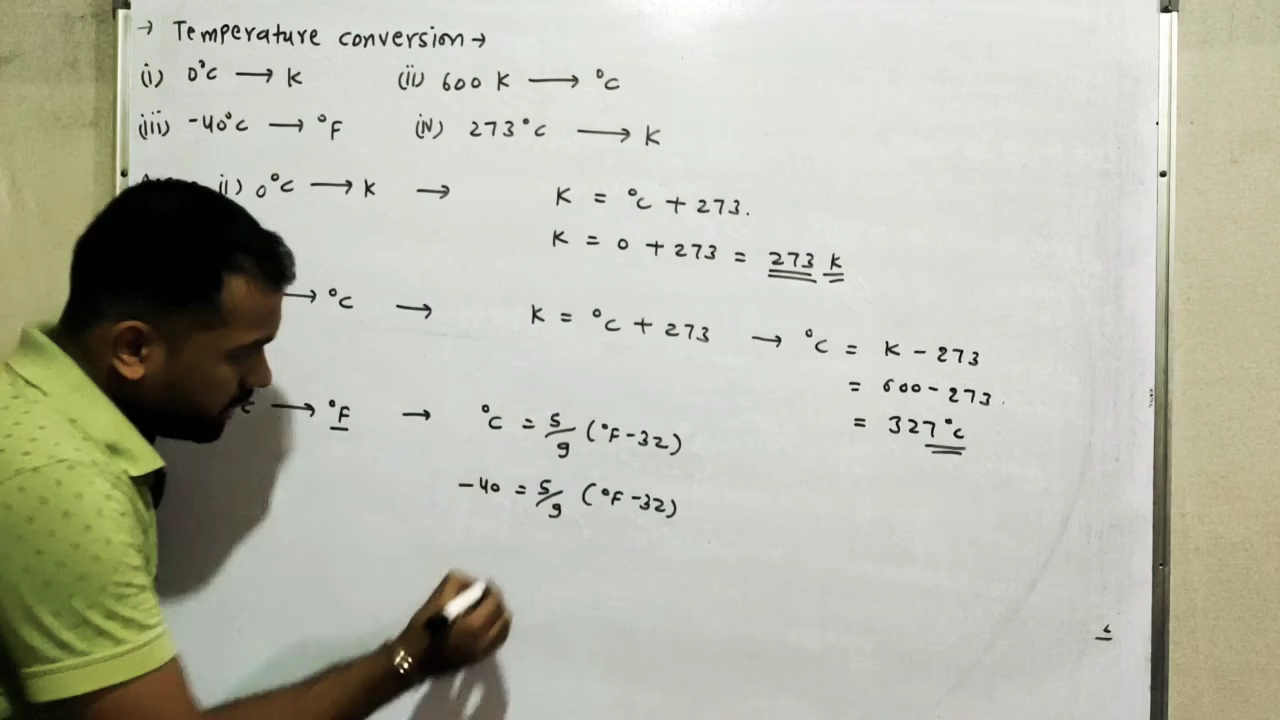 → Temperature conversion →
(i) 0°C → K (ii) 600 K → °C
(iii) -40°C → °F (iv) 273°C → K
i) 0°C → K → K = °C + 273.
K = 0 + 273 = 273 K
→ °C → K = °C + 273 → °C = K - 273
= 600 - 273.
= 327°C
C → °F → °C = 5/9 (°F - 32)
-40 = 5/9 (°F - 32)